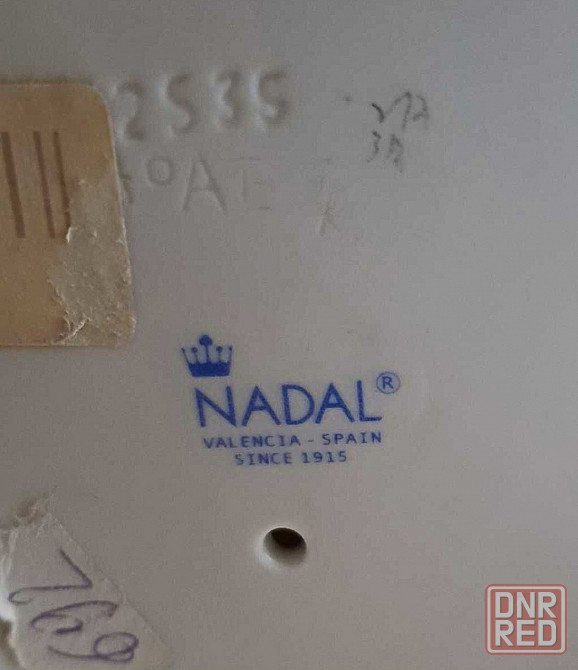 2535
NADAL®
VALENCIA - SPAIN
SINCE 1915
769
DNR
RED